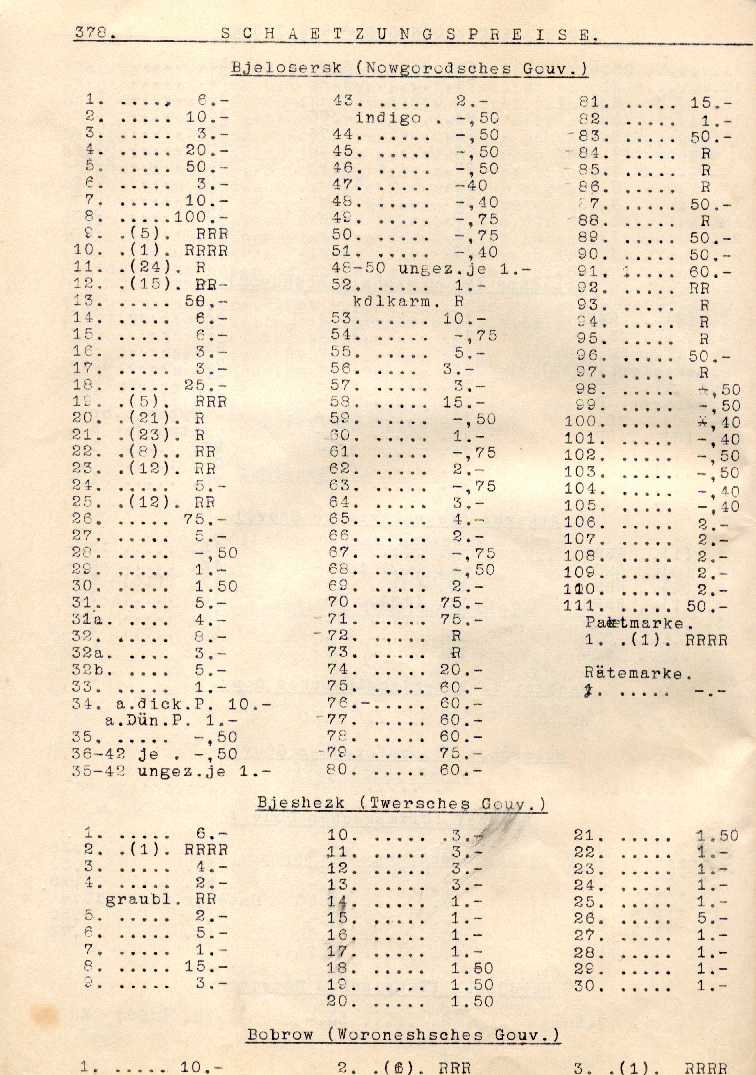 378. SCHAETZUNGSPREISE.
Bjelosersk (Nowgorodsches Gouv.)
1. ..... 6.-
2. ..... 10.-
3. ..... 3.-
4. ..... 20.-
5. ..... 50.-
6. ..... 3.-
7. ..... 10.-
8. .....100.-
9. .(5). RRR
10. .(1). RRRR
11. .(24). R
12. .(15). RR-
13. ..... 50.-
14. ..... 6.-
15. ..... 6.-
16. ..... 3.-
17. ..... 3.-
18. ..... 25.-
19. .(5). RRR
20. .(21). R
21. .(23). R
22. .(8).. RR
23. .(12). RR
24. ..... 5.-
25. .(12). RR
26. ..... 75.-
27. ..... 5.-
28. ..... -,50
29. ..... 1.-
30. ..... 1.50
31. ..... 5.-
31a. .... 4.-
32. ..... 8.-
32a. .... 3.-
32b. .... 5.-
33. ..... 1.-
34. a.dick.P. 10.-
a.Dün.P. 1.-
35. ..... -,50
36-42 je . -,50
35-42 ungez.je 1.-
43. ..... 2.-
indigo . -,50
44. ..... -,50
45. ..... -,50
46. ..... -,50
47. ..... -40
48. ..... -,40
49. ..... -,75
50. ..... -,75
51. ..... -,40
48-50 ungez.je 1.-
52. ..... 1.-
kdlkarm. R
53. ..... 10.-
54. ..... -,75
55. ..... 5.-
56. .... 3.-
57. ..... 3.-
58. ..... 15.-
59. ..... -,50
60. ..... 1.-
61. ..... -,75
62. ..... 2.-
63. ..... -,75
64. ..... 3.-
65. ..... 4.-
66. ..... 2.-
67. ..... -,75
68. ..... -,50
69. ..... 2.-
70. ..... 75.-
-71. ..... 75.-
-72. ..... R
73. ..... R
74. ..... 20.-
75. ..... 60.-
76.-..... 60.-
-77. ..... 60.-
78. ..... 60.-
-79. ..... 75.-
80. ..... 60.-
81. ..... 15.-
82. ..... 1.-
-83. ..... 50.-
-84. ..... R
-85. ..... R
-86. ..... R
87. ..... 50.-
-88. ..... R
89. ..... 50.-
90. ..... 50.-
91. ..... 60.-
92. ..... RR
93. ..... R
94. ..... R
95. ..... R
96. ..... 50.-
97. ..... R
98. ..... -,50
99. ..... -,50
100. ..... -,40
101. ..... -,40
102. ..... -,50
103. ..... -,50
104. ..... -,40
105. ..... -,40
106. ..... 2.-
107. ..... 2.-
108. ..... 2.-
109. ..... 2.-
110. ..... 2.-
111. ..... 50.-
Paketmarke.
1. .(1). RRRR
Rätemarke.
1. ..... -.-
Bjeshezk (Twersches Gouv.)
1. ..... 6.-
2. .(1). RRRR
3. ..... 4.-
4. ..... 2.-
graubl. RR
5. ..... 2.-
6. ..... 5.-
7. ..... 1.-
8. ..... 15.-
9. ..... 3.-
10. ..... .3.-
11. ..... 3.-
12. ..... 3.-
13. ..... 3.-
14. ..... 1.-
15. ..... 1.-
16. ..... 1.-
17. ..... 1.-
18. ..... 1.50
19. ..... 1.50
20. ..... 1.50
21. ..... 1.50
22. ..... 1.-
23. ..... 1.-
24. ..... 1.-
25. ..... 1.-
26. ..... 5.-
27. ..... 1.-
28. ..... 1.-
29. ..... 1.-
30. ..... 1.-
Bobrow (Woroneshsches Gouv.)
1. ..... 10.- 2. .(6). RRR 3. .(1). RRRR